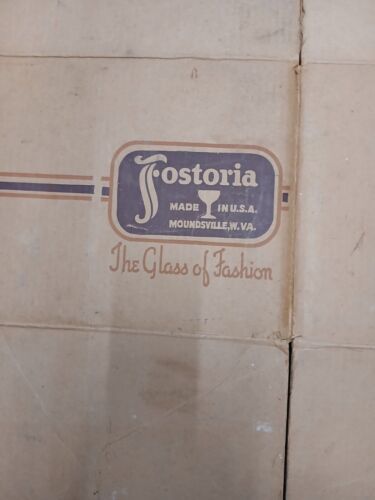 Fostoria
MADE IN U.S.A.
MOUNDSVILLE, W. VA.
The Glass of Fashion